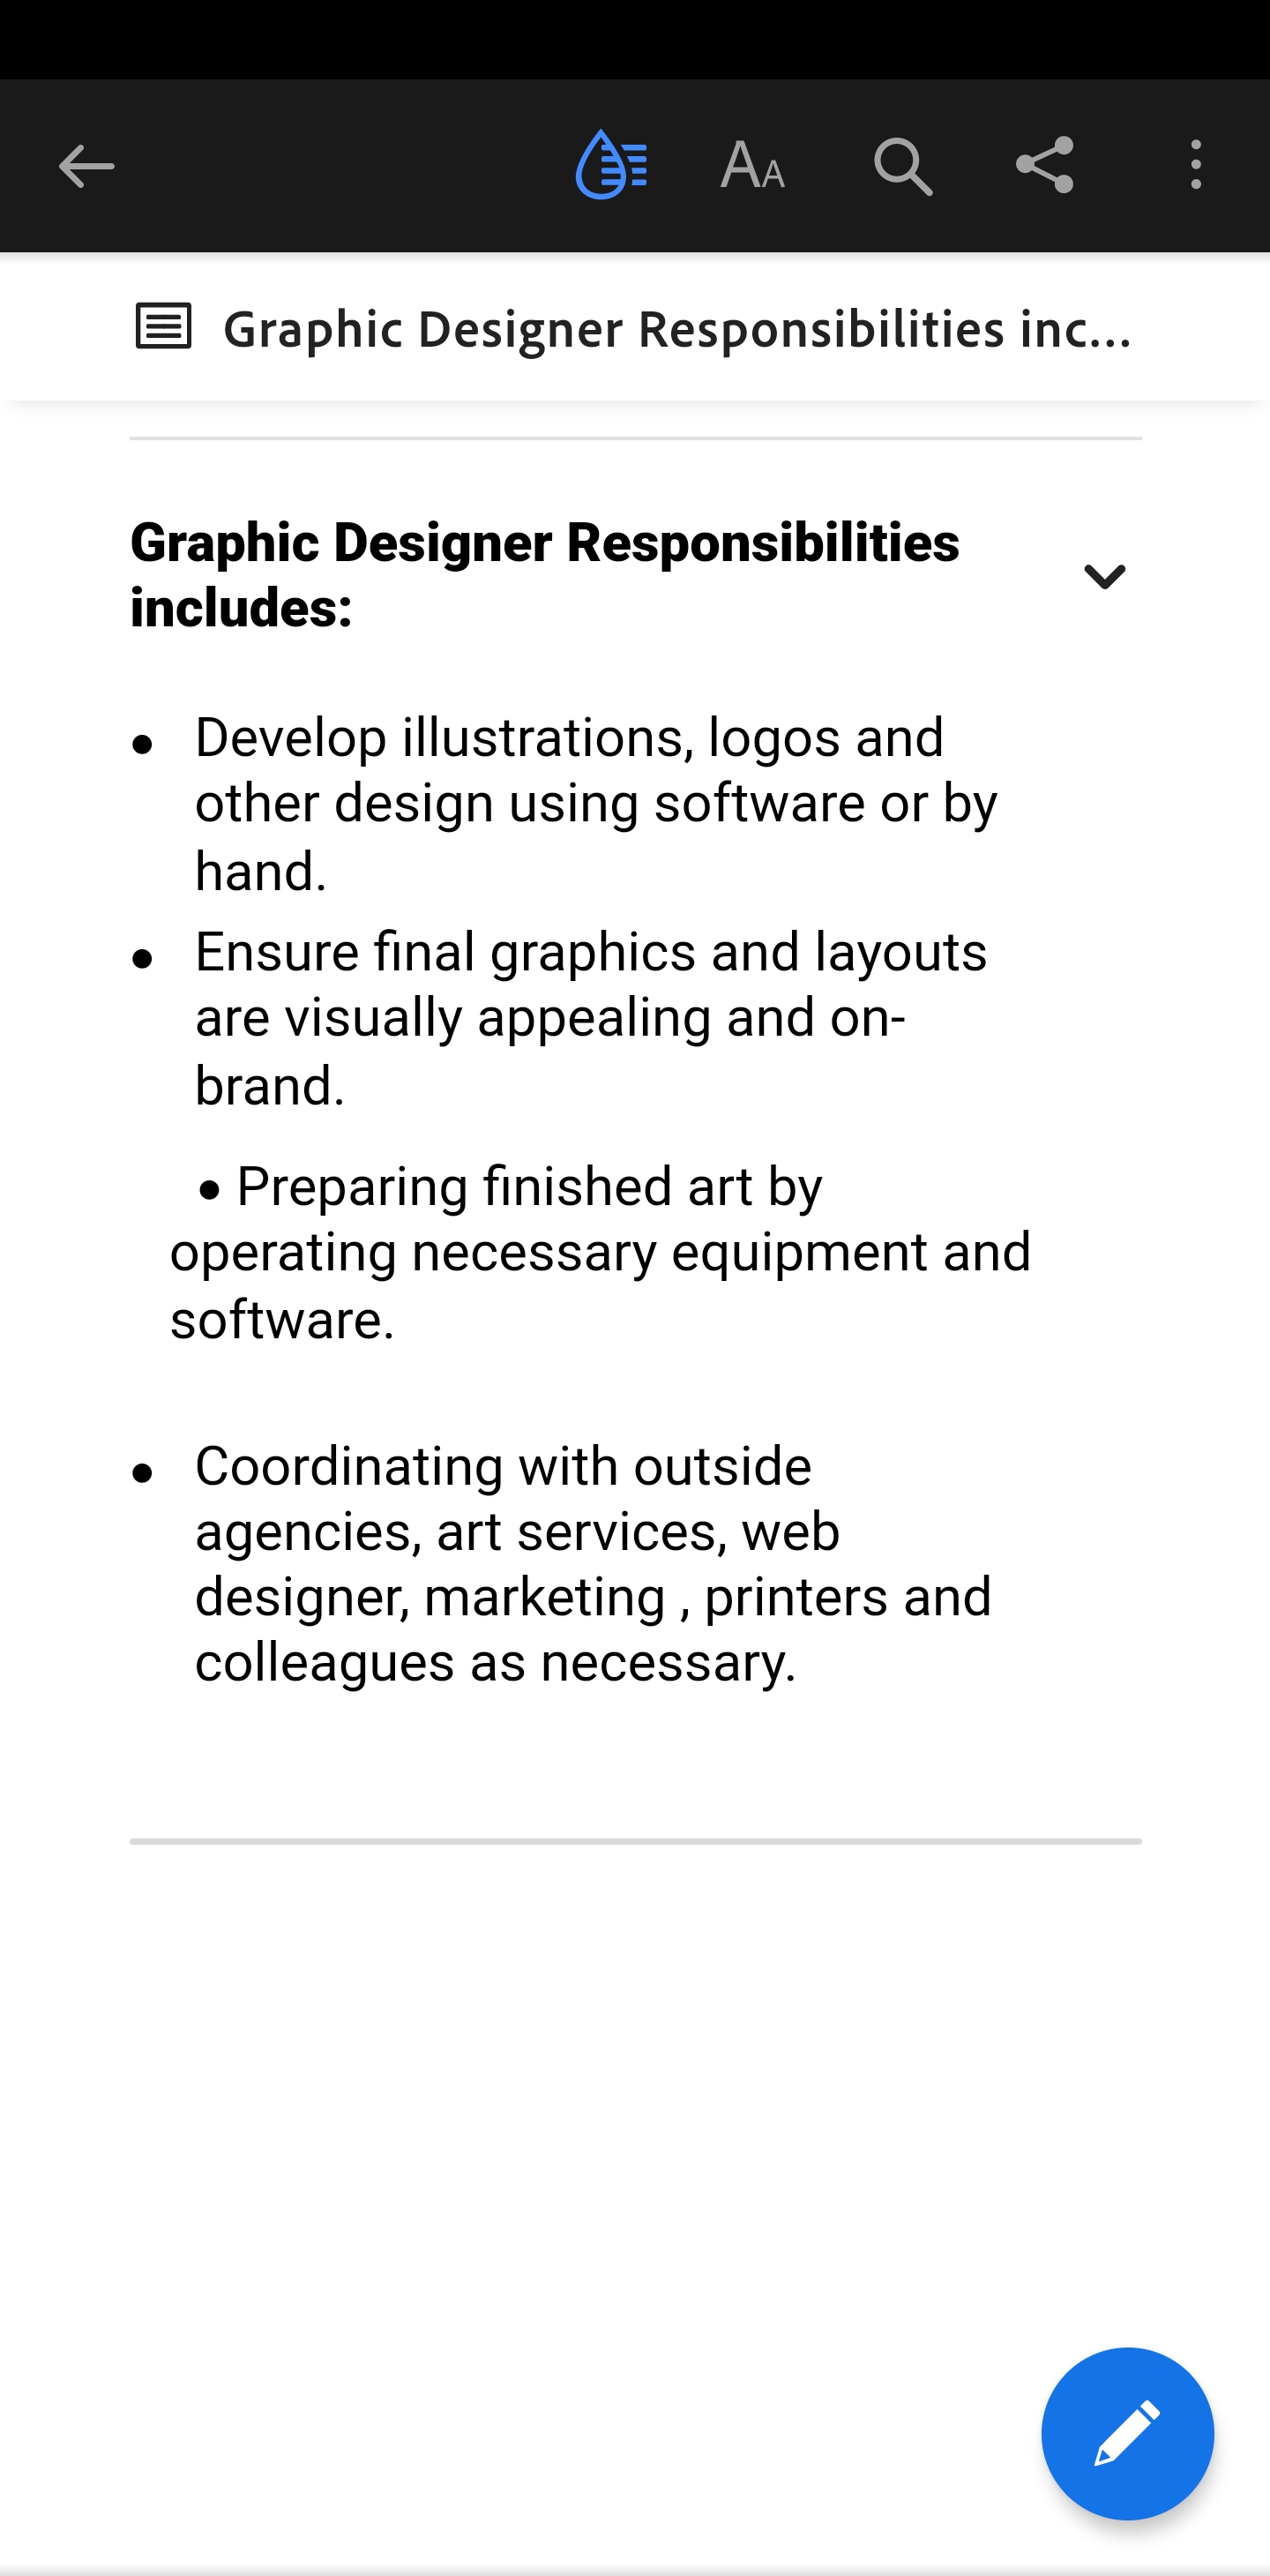 AA
Graphic Designer Responsibilities inc...
Graphic Designer Responsibilities
includes:
• Develop illustrations, logos and
other design using software or by
hand.
• Ensure final graphics and layouts
are visually appealing and on-
brand.
• Preparing finished art by
operating necessary equipment and
software.
• Coordinating with outside
agencies, art services, web
designer, marketing , printers and
colleagues as necessary.